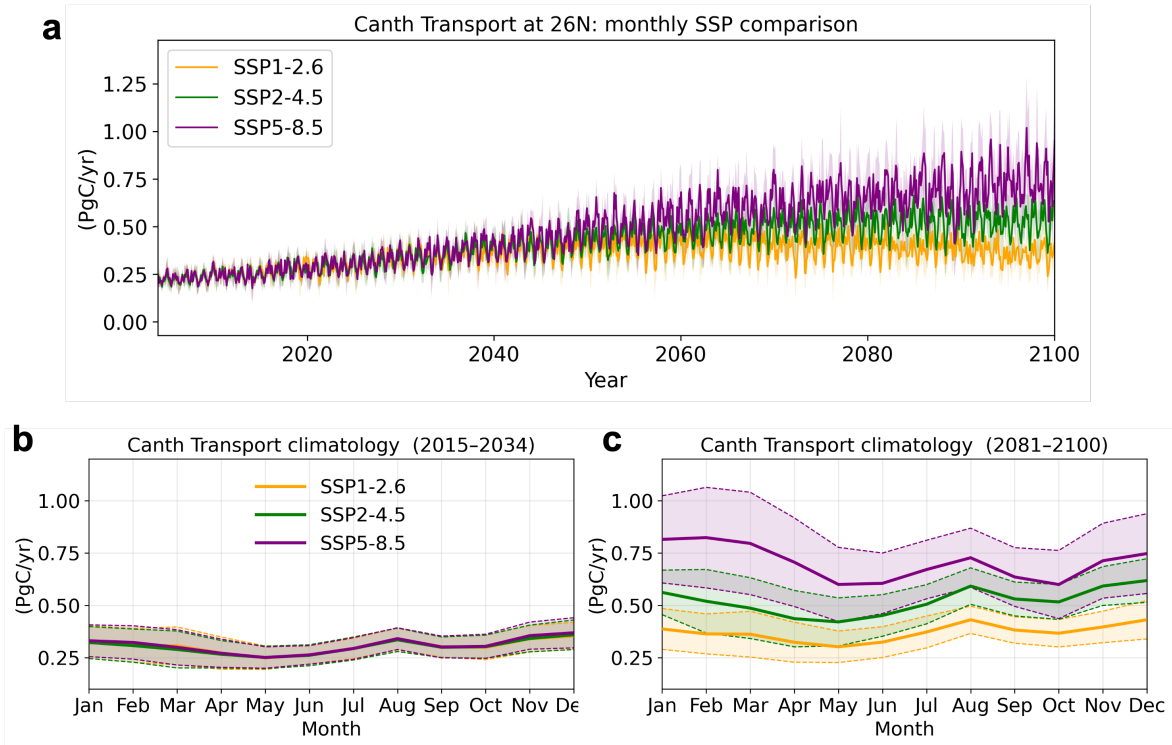 a
Canth Transport at 26N: monthly SSP comparison
SSP1-2.6
SSP2-4.5
SSP5-8.5
1.25
1.00
0.75
0.50
0.25
0.00
(PgC/yr)
2020 2040 2060 2080 2100
Year
b
Canth Transport climatology (2015–2034)
SSP1-2.6
SSP2-4.5
SSP5-8.5
1.00
0.75
0.50
0.25
(PgC/yr)
Jan Feb Mar Apr May Jun Jul Aug Sep Oct Nov De
Month
c
Canth Transport climatology (2081–2100)
1.00
0.75
0.50
0.25
(PgC/yr)
Jan Feb Mar Apr May Jun Jul Aug Sep Oct Nov Dec
Month